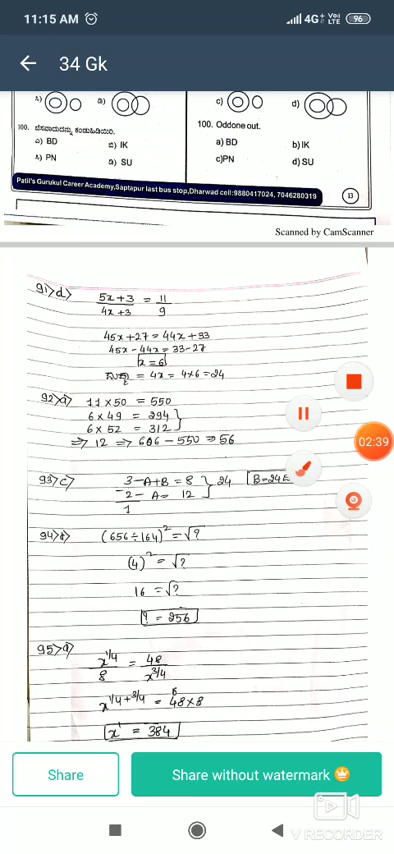 11:15 AM
4G+ Vo) LTE 96
34 Gk
c) d)
100. ಬೆಸವಾದುದನ್ನು ಕಂಡುಹಿಡಿಯಿರಿ. 100. Oddone out.
ಎ) BD ಬಿ) IK a) BD b) IK
ಸಿ) PN ಡಿ) SU c)PN d) SU
Patil's Gurukul Career Academy,Saptapur last bus stop,Dharwad cell:9880417024, 7046280319 13
Scanned by CamScanner
91>d)
5x+3 / 4x+3 = 11 / 9
45x+27 = 44x+33
45x-44x = 33-27
x = 6
= 4x = 4x6 = 24
92>
11 x 50 = 550
6 x 49 = 294
6 x 52 = 312
⇒ 12 ⇒ 606 - 550 ⇒ 56
02:39
93>c)
3 - A+B = 8 } 24
2 - A = 12
1
94>
(656 ÷ 164)² = √?
(4)² = √?
16 = √?
? = 256
95>
x^1/4 / 8 = 48 / x^3/4
x^1/4+3/4 = 48x8
x^1 = 384
Share Share without watermark
V RECORDER